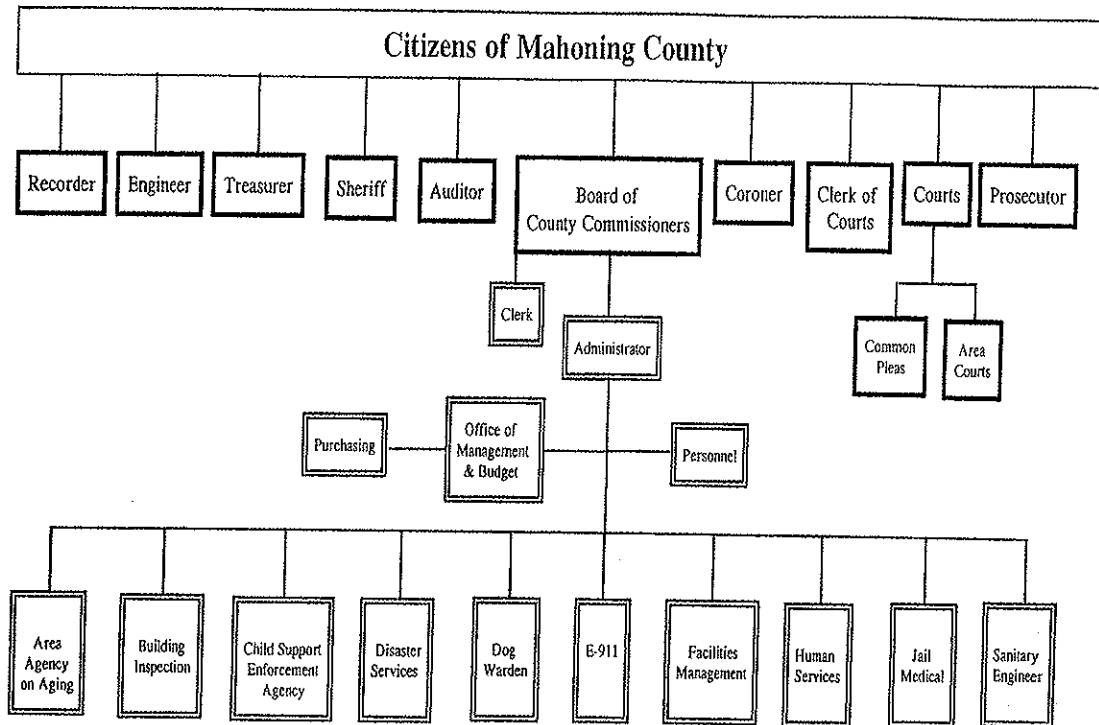 Citizens of Mahoning County
Recorder
Engineer
Treasurer
Sheriff
Auditor
Board of
County Commissioners
Coroner
Clerk of
Courts
Courts
Prosecutor
Clerk
Administrator
Common
Pleas
Area
Courts
Purchasing
Office of
Management
& Budget
Personnel
Area
Agency
on Aging
Building
Inspection
Child Support
Enforcement
Agency
Disaster
Services
Dog
Warden
E-911
Facilities
Management
Human
Services
Jail
Medical
Sanitary
Engineer